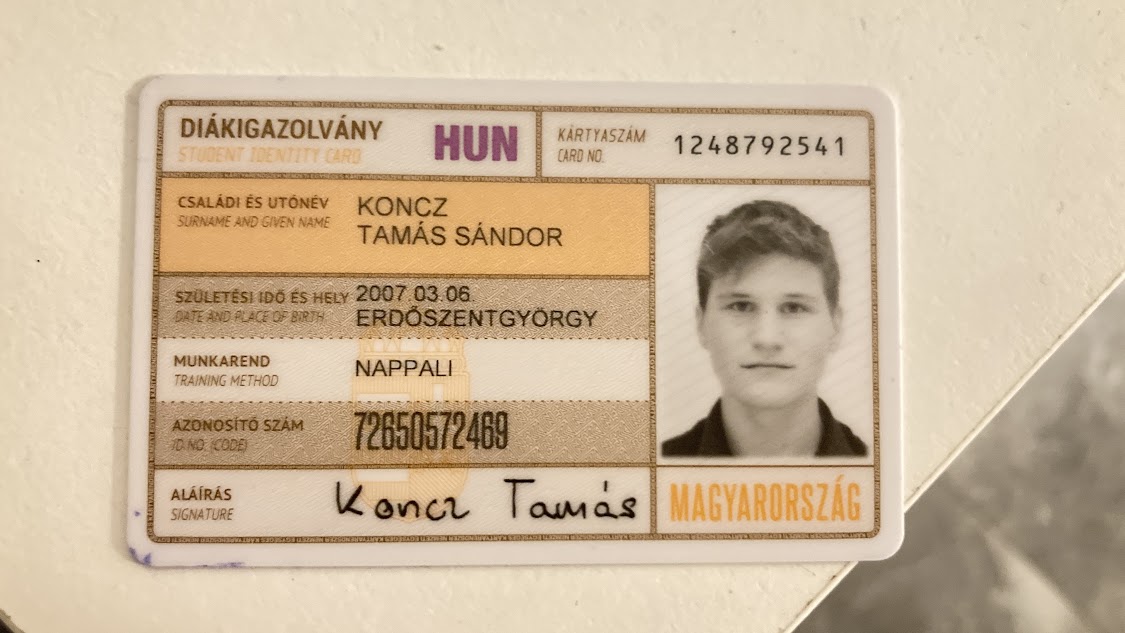 DIÁKIGAZOLVÁNY
STUDENT IDENTITY CARD
HUN
KÁRTYASZÁM
CARD NO.
1248792541
CSALÁDI ÉS UTÓNÉV
SURNAME AND GIVEN NAME
KONCZ
TAMÁS SÁNDOR
SZÜLETÉSI IDŐ ÉS HELY
DATE AND PLACE OF BIRTH
2007.03.06.
ERDŐSZENTGYÖRGY
MUNKAREND
TRAINING METHOD
NAPPALI
AZONOSÍTÓ SZÁM
ID.NO. (CODE)
72650572469
ALÁÍRÁS
SIGNATURE
Koncz Tamás
MAGYARORSZÁG